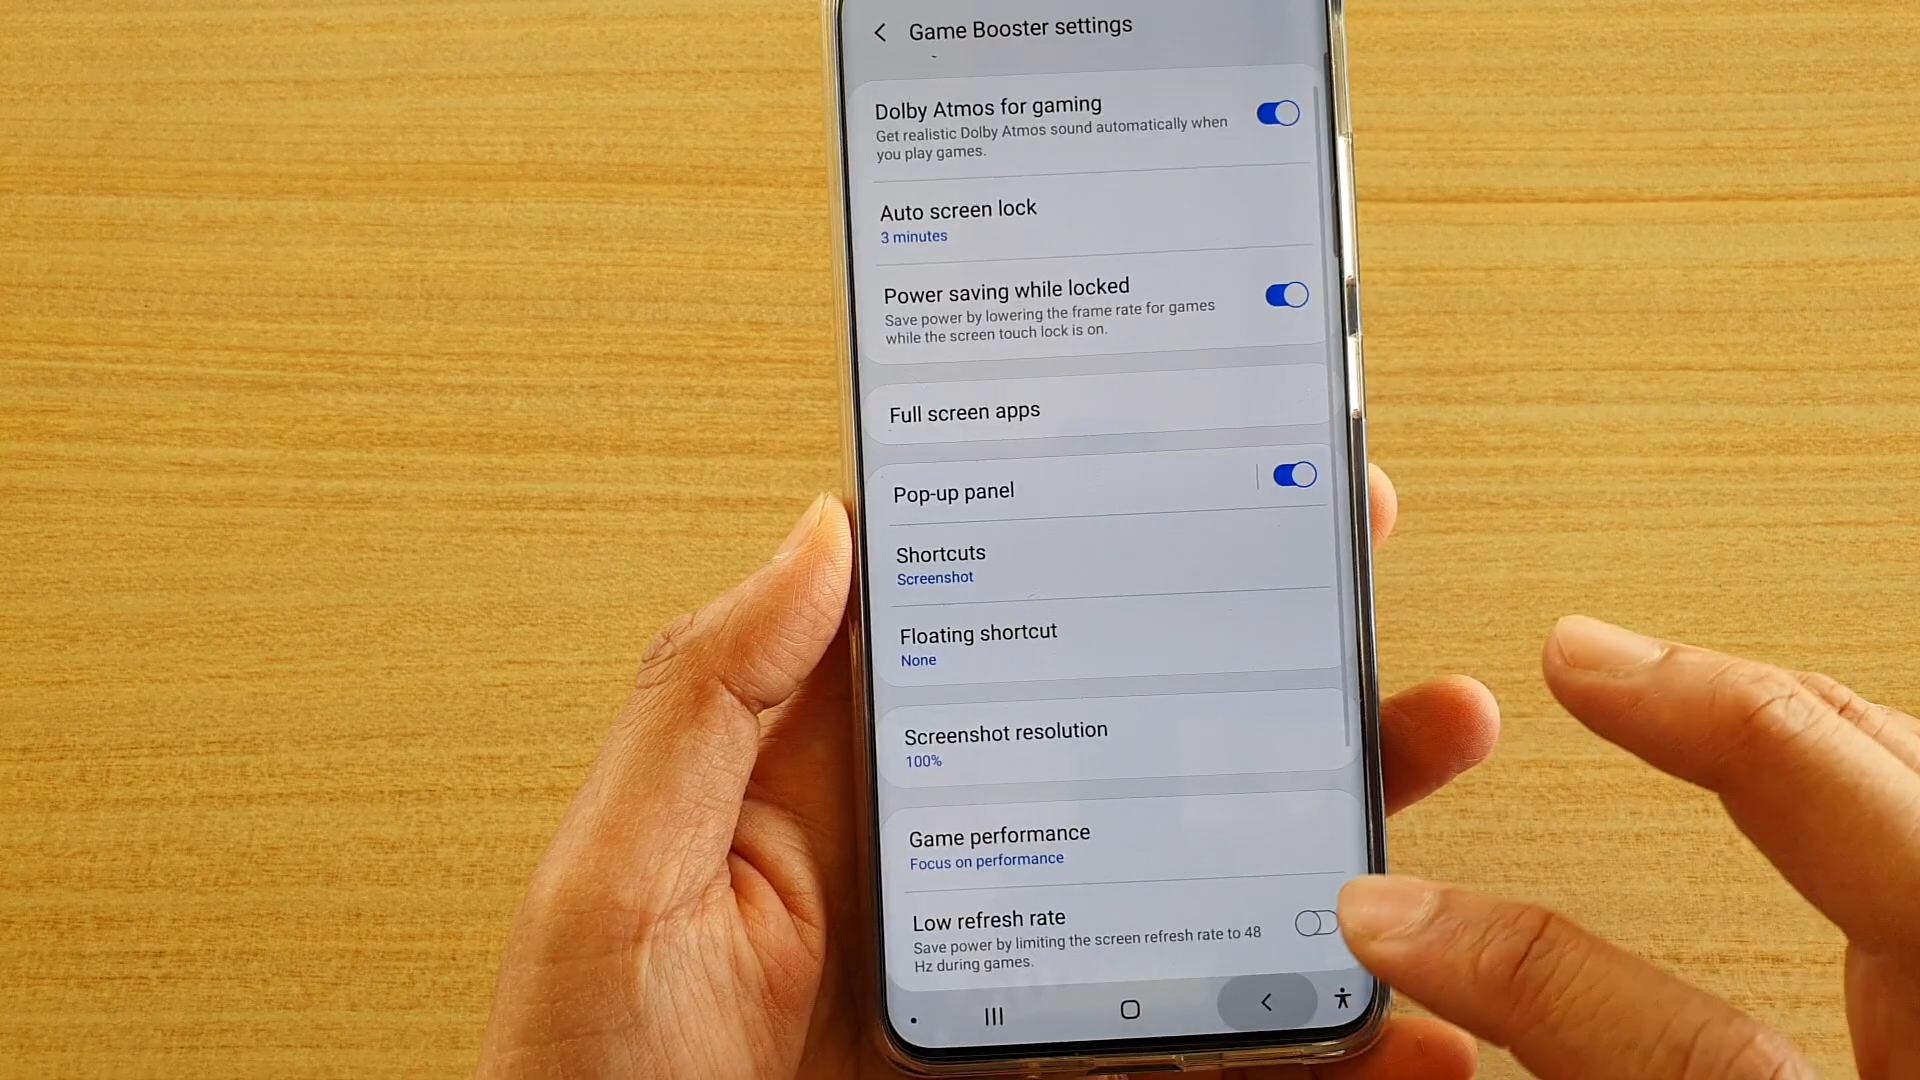 Game Booster settings
Dolby Atmos for gaming
Get realistic Dolby Atmos sound automatically when
you play games.
Auto screen lock
3 minutes
Power saving while locked
Save power by lowering the frame rate for games
while the screen touch lock is on.
Full screen apps
Pop-up panel
Shortcuts
Screenshot
Floating shortcut
None
Screenshot resolution
100%
Game performance
Focus on performance
Low refresh rate
Save power by limiting the screen refresh rate to 48
Hz during games.